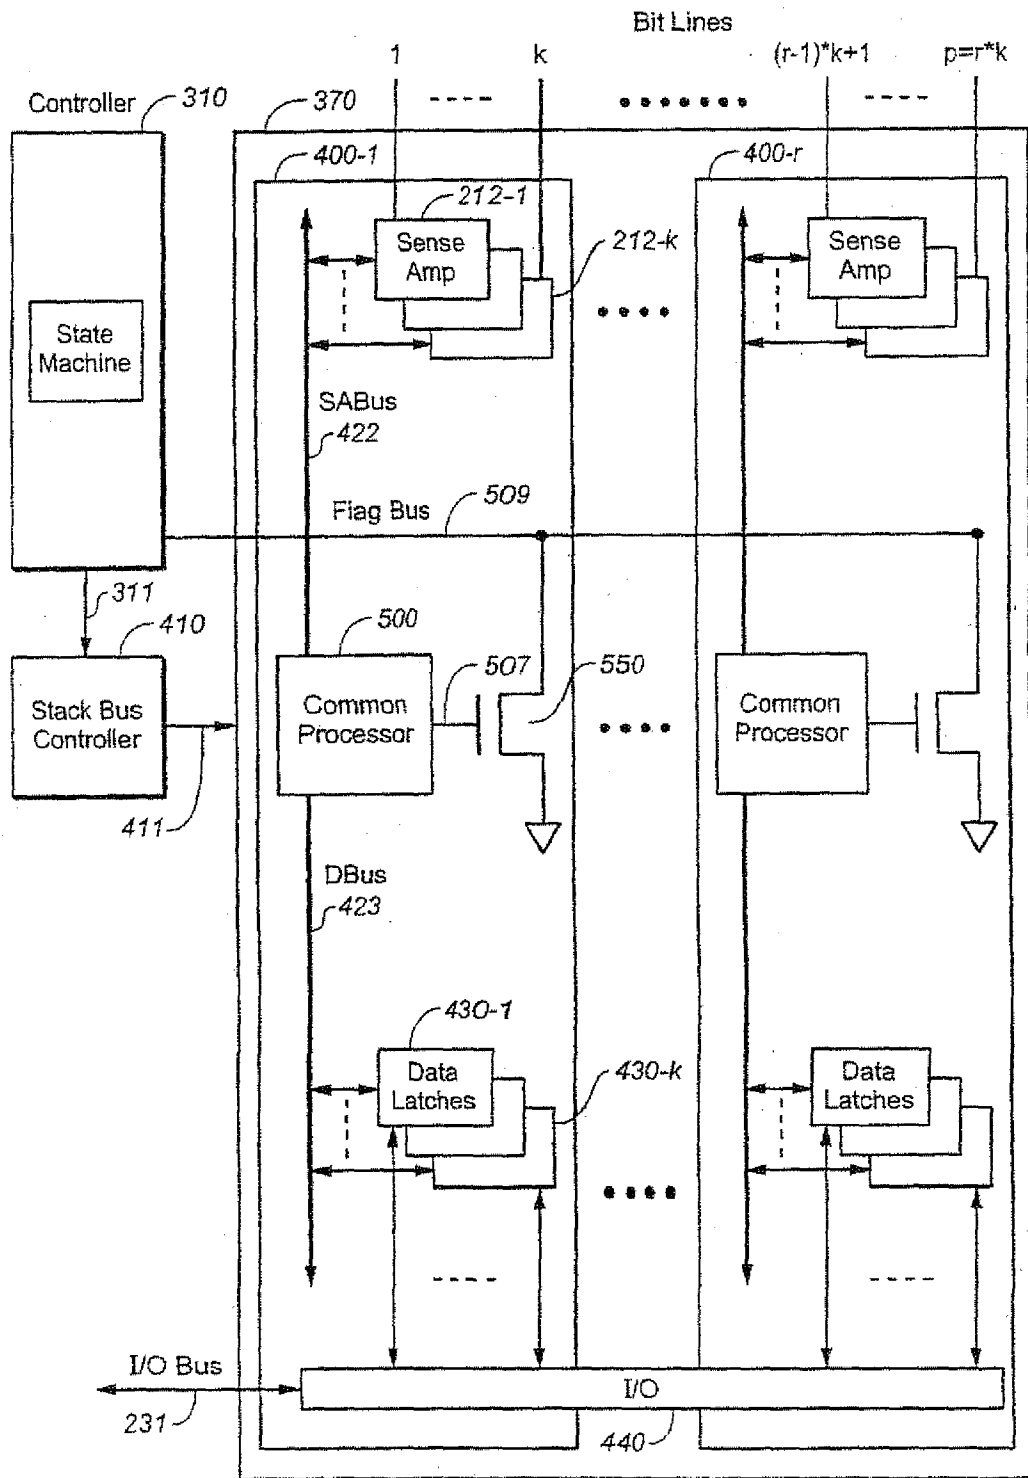 Bit Lines
1
k
(r-1)*k+1
p=r*k
Controller
310
370
400-1
400-r
212-1
Sense
Amp
212-k
Sense
Amp
State
Machine
SABus
422
Flag Bus
509
311
410
500
507
550
Stack Bus
Controller
Common
Processor
Common
Processor
411
DBus
423
430-1
Data
Latches
430-k
Data
Latches
I/O Bus
I/O
231
440